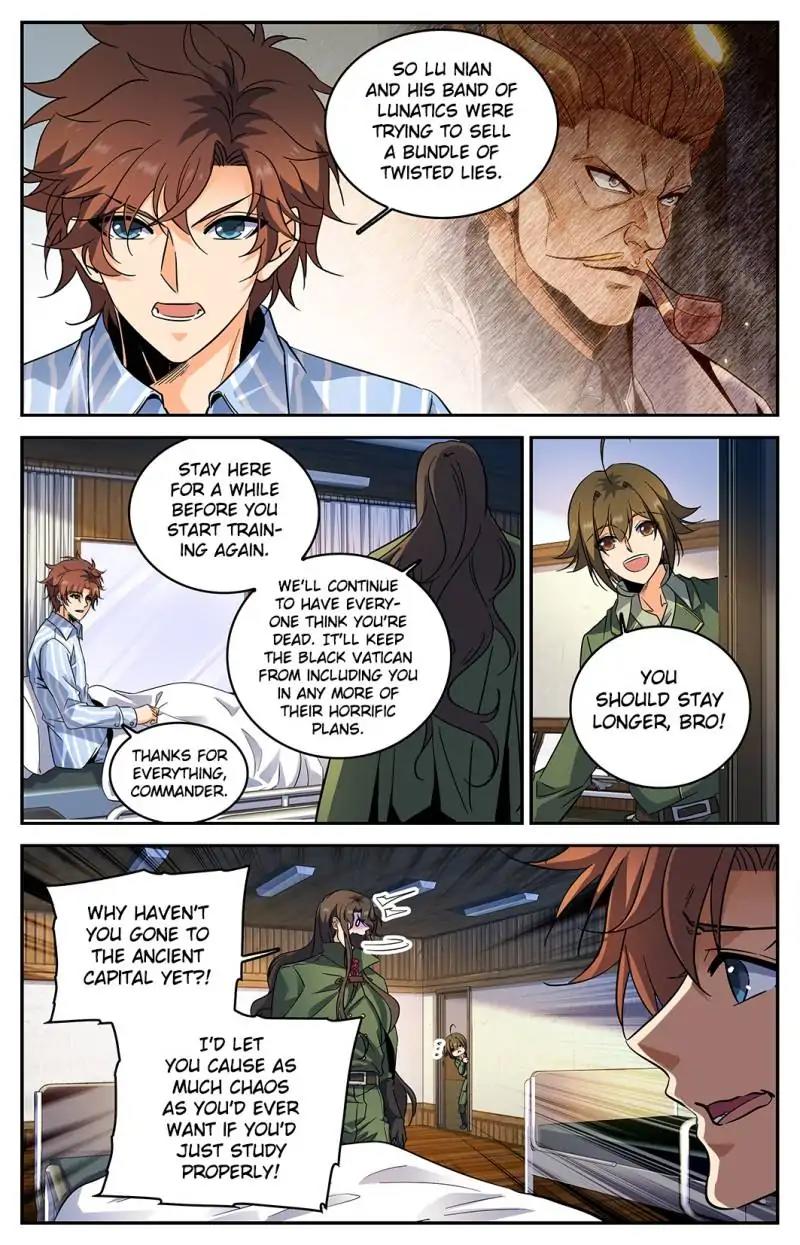 SO LU NIAN
AND HIS BAND OF
LUNATICS WERE
TRYING TO SELL
A BUNDLE OF
TWISTED LIES.
STAY HERE
FOR A WHILE
BEFORE YOU
START TRAIN-
ING AGAIN.
WE'LL CONTINUE
TO HAVE EVERY-
ONE THINK YOU'RE
DEAD. IT'LL KEEP
THE BLACK VATICAN
FROM INCLUDING YOU
IN ANY MORE OF
THEIR HORRIFIC
PLANS.
THANKS FOR
EVERYTHING,
COMMANDER.
YOU
SHOULD STAY
LONGER, BRO!
WHY HAVEN'T
YOU GONE TO
THE ANCIENT
CAPITAL YET?!
I'D LET
YOU CAUSE AS
MUCH CHAOS
AS YOU'D EVER
WANT IF YOU'D
JUST STUDY
PROPERLY!